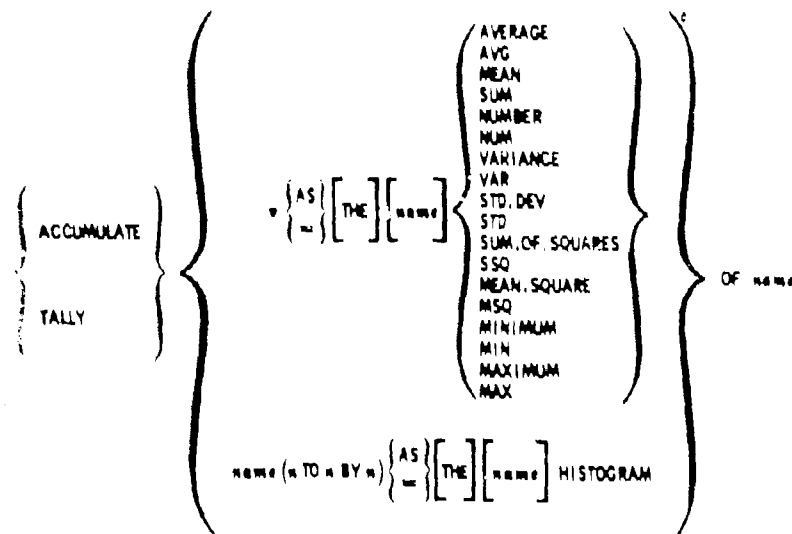 ACCUMULATE
TALLY
v { AS = } [THE] [name]
AVERAGE
AVG
MEAN
SUM
NUMBER
NUM
VARIANCE
VAR
STD.DEV
STD
SUM.OF.SQUARES
SSQ
MEAN.SQUARE
MSQ
MINIMUM
MIN
MAXIMUM
MAX
c
OF name
name (n TO n BY n) { AS = } [THE] [name] HISTOGRAM